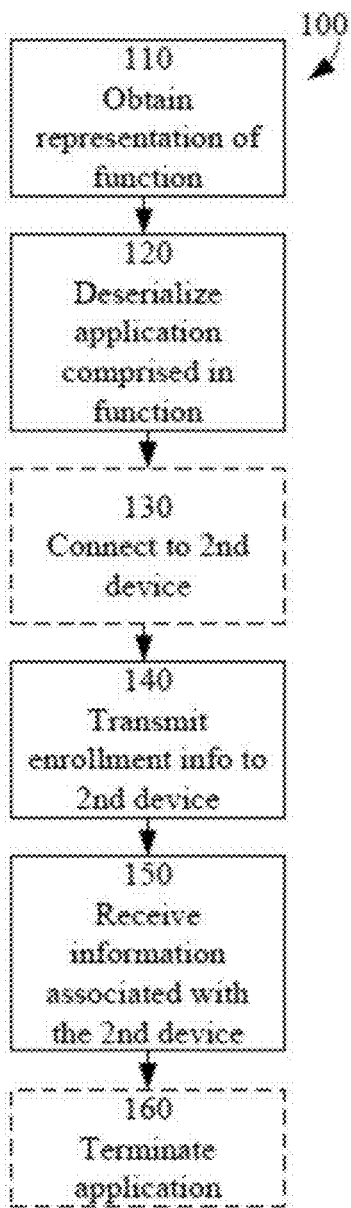 100
110
Obtain
representation of
function
120
Deserialize
application
comprised in
function
130
Connect to 2nd
device
140
Transmit
enrollment info to
2nd device
150
Receive
information
associated with
the 2nd device
160
Terminate
application